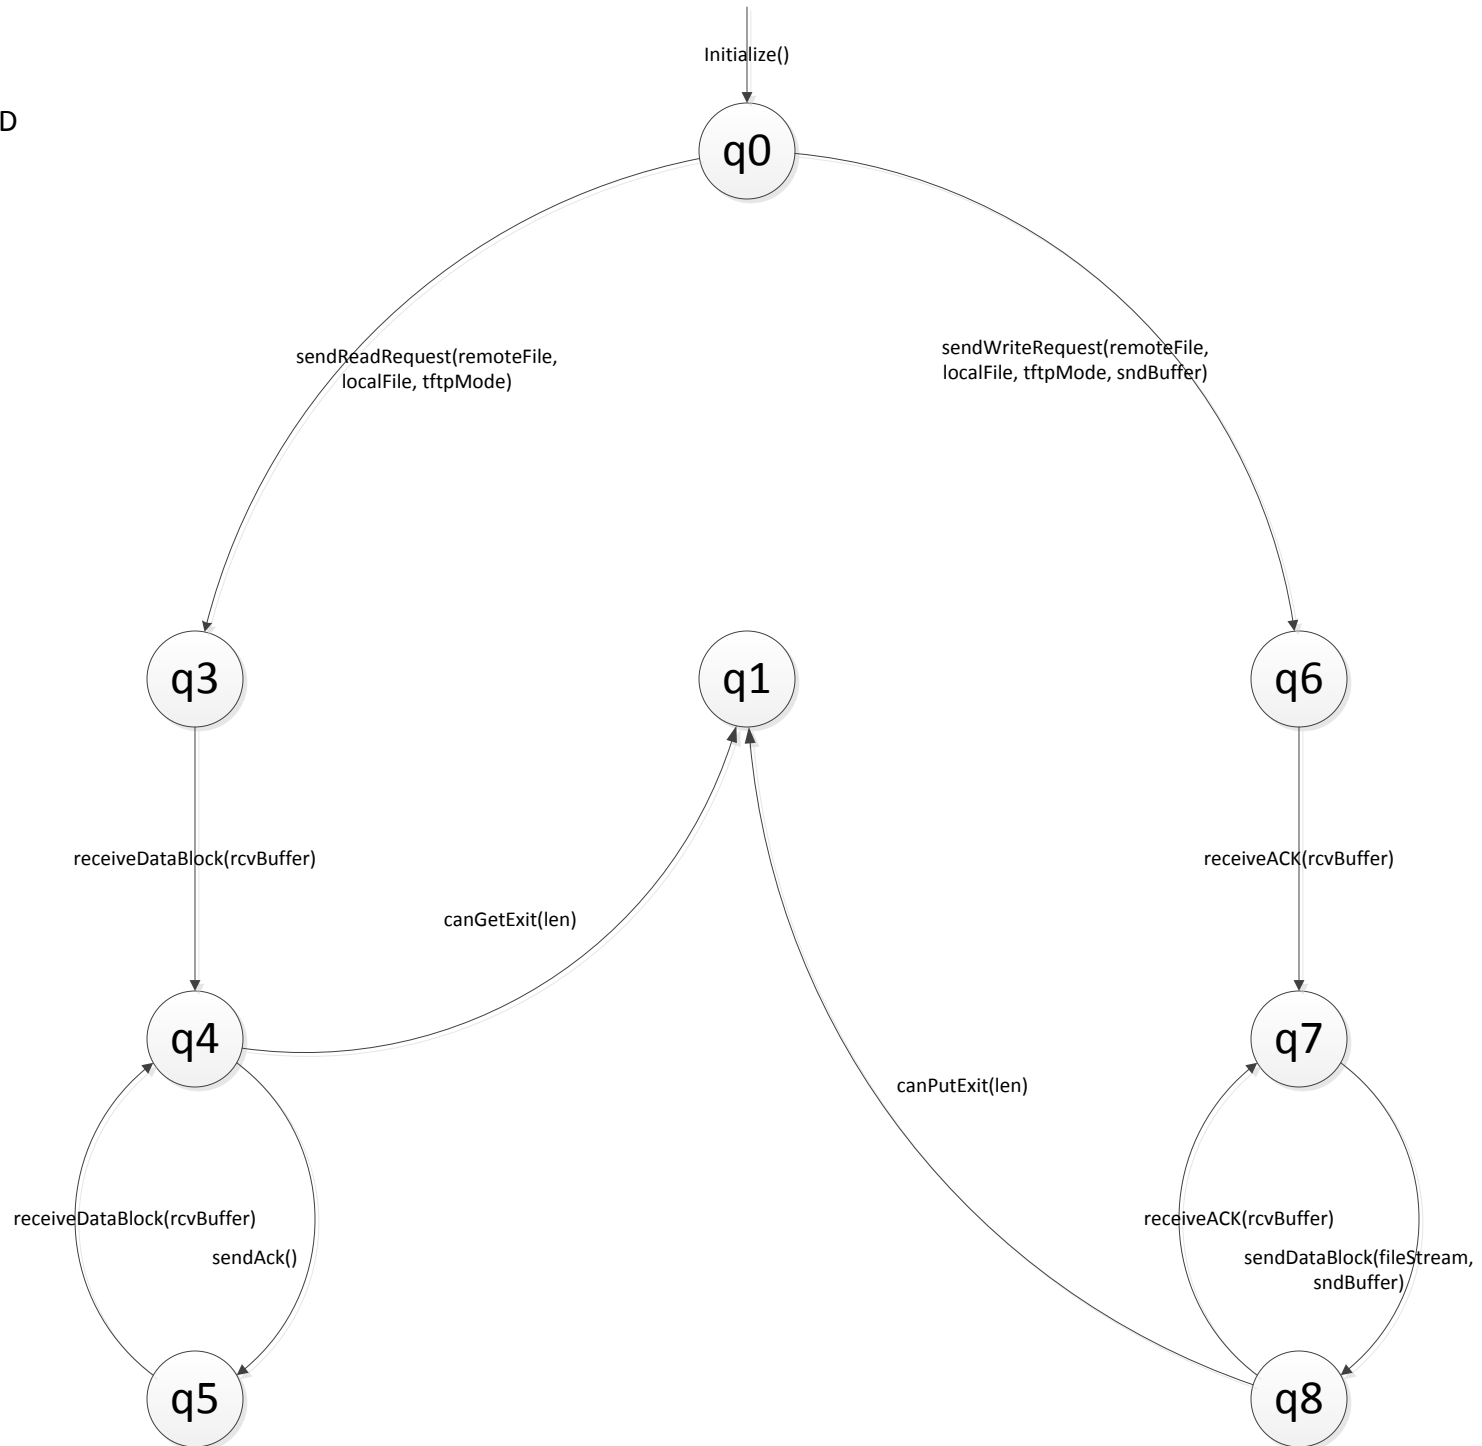 Initialize()
D
q0
sendReadRequest(remoteFile,
localFile, tftpMode)
sendWriteRequest(remoteFile,
localFile, tftpMode, sndBuffer)
q3
q1
q6
receiveDataBlock(rcvBuffer)
receiveACK(rcvBuffer)
canGetExit(len)
q4
q7
canPutExit(len)
receiveDataBlock(rcvBuffer)
sendAck()
receiveACK(rcvBuffer)
sendDataBlock(fileStream,
sndBuffer)
q5
q8